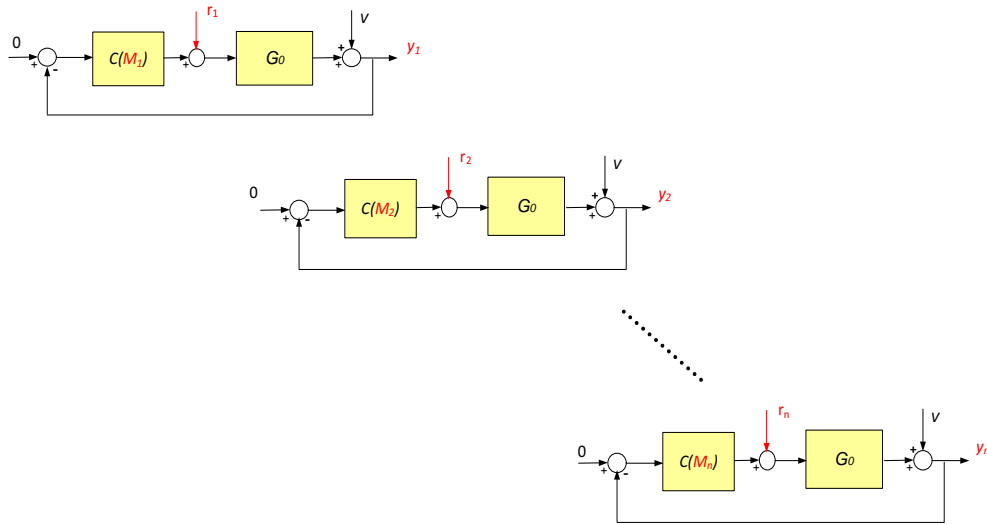 r1
v
0
C(M1)
G0
y1
+
-
+
+
+
r2
v
0
C(M2)
G0
y2
+
-
+
+
+
rn
v
0
C(Mn)
G0
yr
+
-
+
+
+